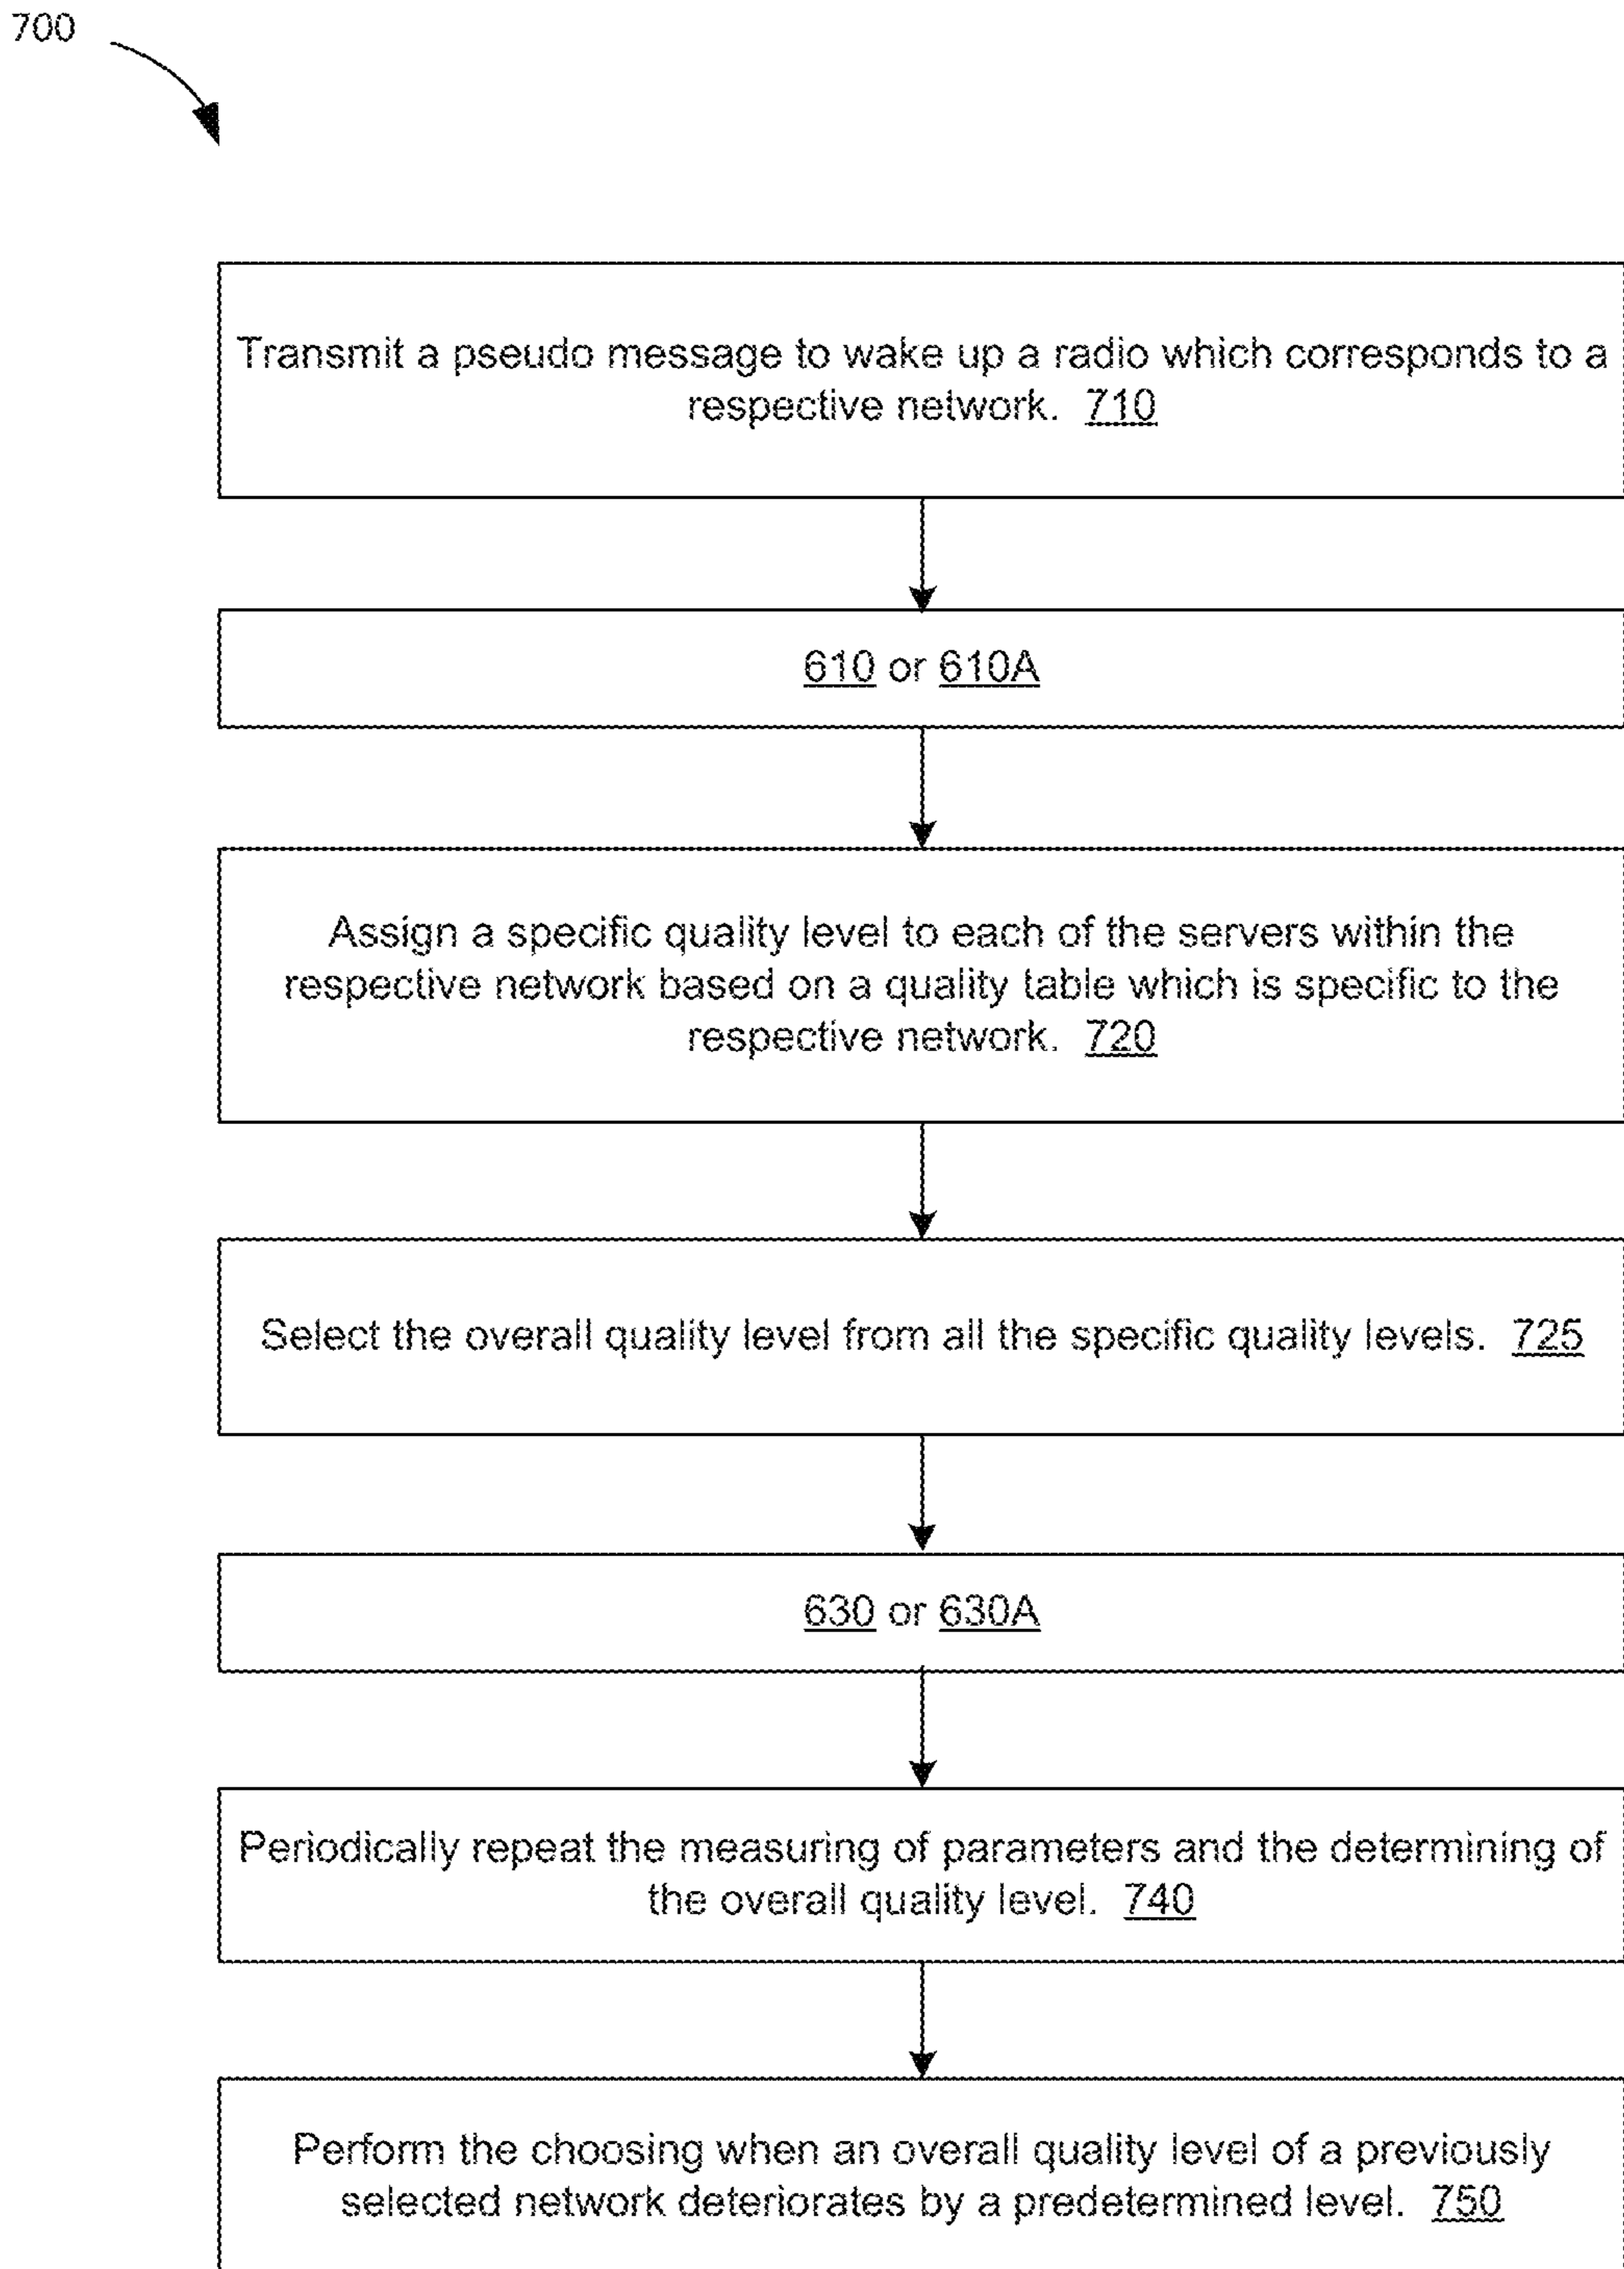 700
Transmit a pseudo message to wake up a radio which corresponds to a
respective network. 710
610 or 610A
Assign a specific quality level to each of the servers within the
respective network based on a quality table which is specific to the
respective network. 720
Select the overall quality level from all the specific quality levels. 725
630 or 630A
Periodically repeat the measuring of parameters and the determining of
the overall quality level. 740
Perform the choosing when an overall quality level of a previously
selected network deteriorates by a predetermined level. 750